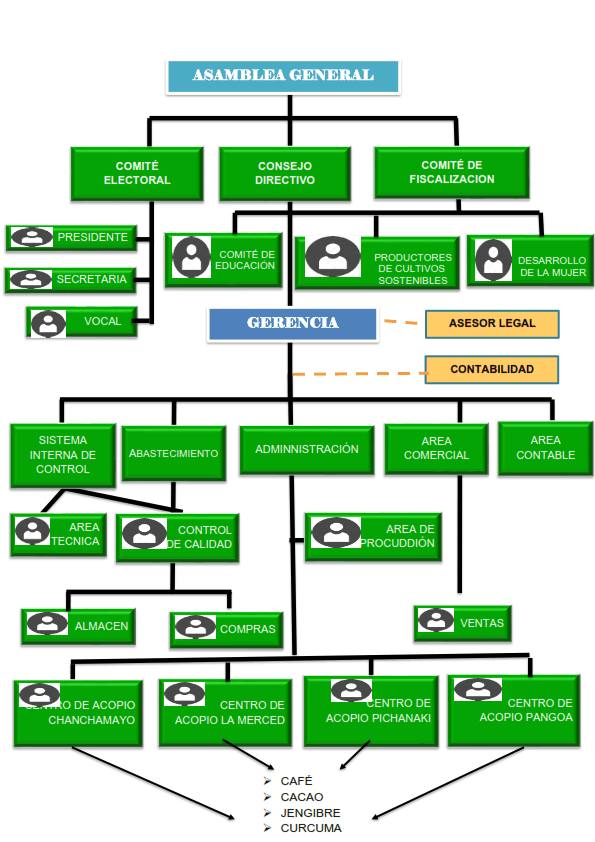 ASAMBLEA GENERAL
COMITÉ
ELECTORAL
CONSEJO
DIRECTIVO
COMITÉ DE
FISCALIZACION
PRESIDENTE
SECRETARIA
VOCAL
COMITÉ DE
EDUCACIÓN
PRODUCTORES
DE CULTIVOS
SOSTENIBLES
DESARROLLO
DE LA MUJER
GERENCIA
ASESOR LEGAL
CONTABILIDAD
SISTEMA
INTERNA DE
CONTROL
ABASTECIMIENTO
ADMINNISTRACIÓN
AREA
COMERCIAL
AREA
CONTABLE
AREA
TECNICA
CONTROL
DE CALIDAD
AREA DE
PROCUDDIÓN
ALMACEN
COMPRAS
VENTAS
CENTRO DE ACOPIO
CHANCHAMAYO
CENTRO DE
ACOPIO LA MERCED
CENTRO DE
ACOPIO PICHANAKI
CENTRO DE
ACOPIO PANGOA
➢ CAFÉ
➢ CACAO
➢ JENGIBRE
➢ CURCUMA